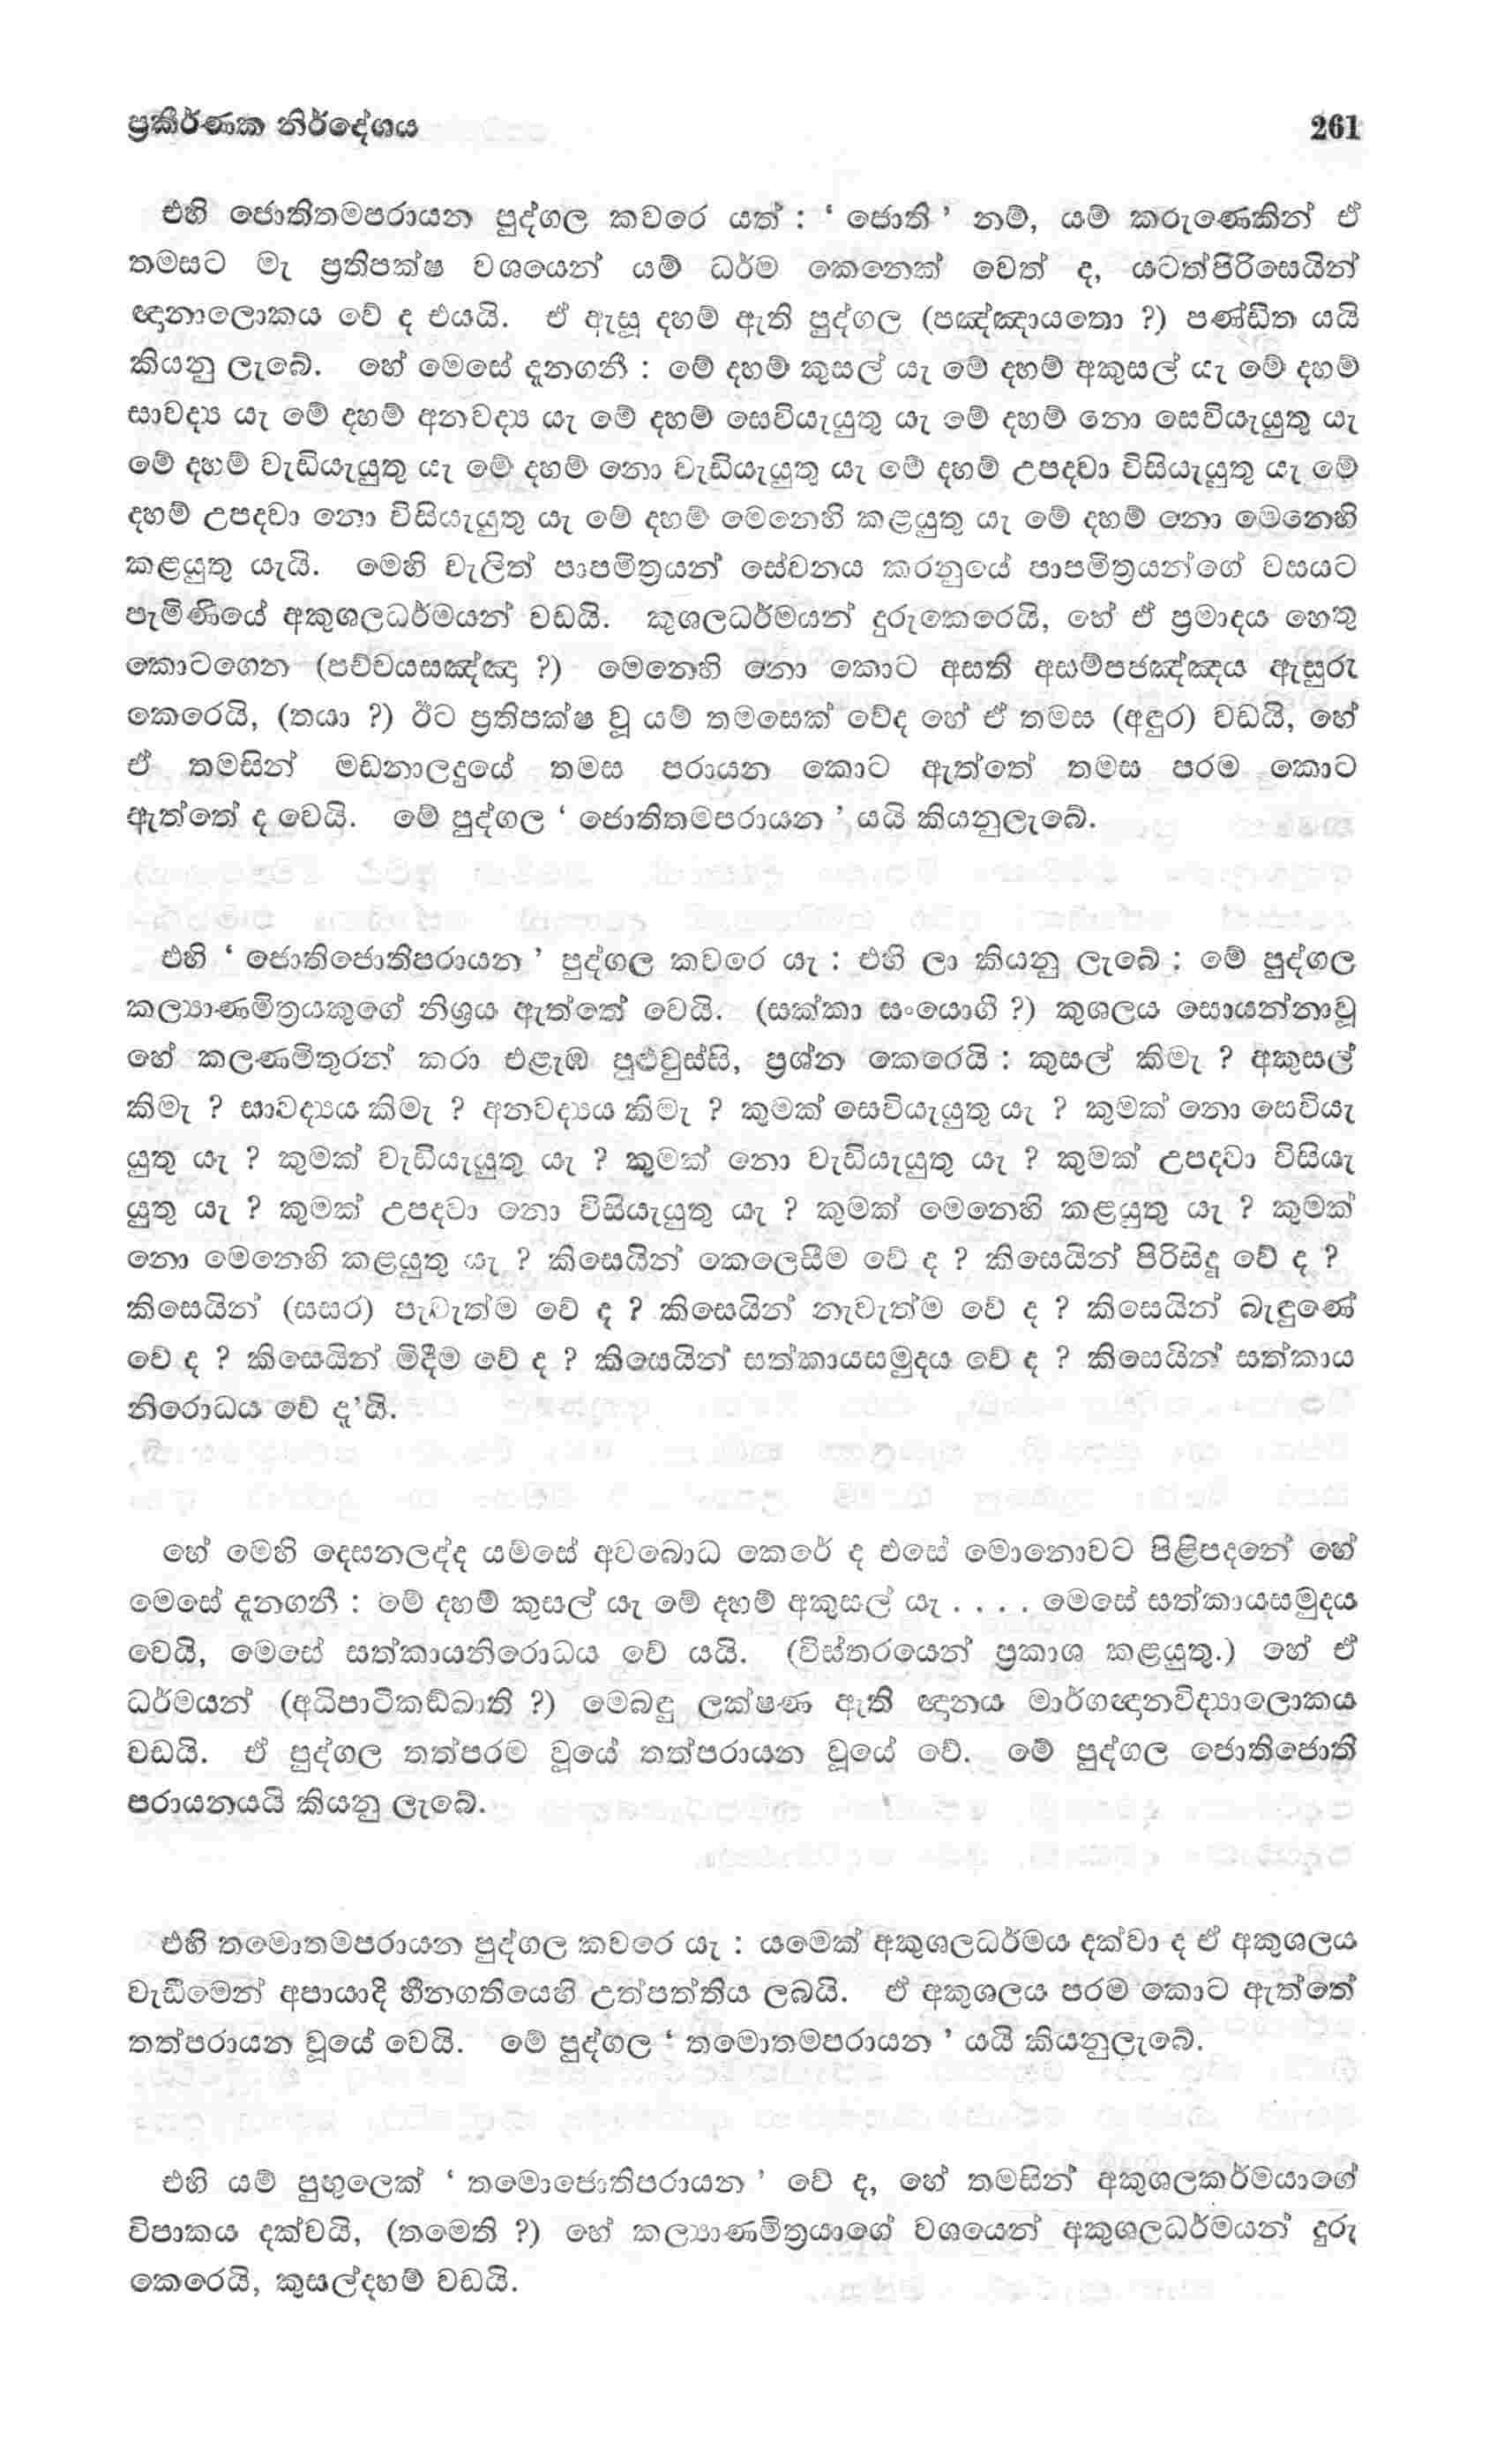 ප්‍රකීර්ණක නිර්දේශය 261
එහි ජොතිතමපරායන පුද්ගල කවරෙ යත් : ‘ ජොති ’ නම්, යම් කරුණෙකින් ඒ
තමසට මැ ප්‍රතිපක්ෂ වශයෙන් යම් ධර්ම කෙනෙක් වෙත් ද, යටත්පිරිසෙයින්
ඥානාලොකය වේ ද එයයි. ඒ ඇසූ දහම් ඇති පුද්ගල (පඤ්ඤායතො ?) පණ්ඩිත යයි
කියනු ලැබේ. හේ මෙසේ දැනගනී : මේ දහම් කුසල් යැ මේ දහම් අකුසල් යැ මේ දහම්
සාවද්‍ය යැ මේ දහම් අනවද්‍ය යැ මේ දහම් සෙවියැයුතු යැ මේ දහම් නො සෙවියැයුතු යැ
මේ දහම් වැඩියැයුතු යැ මේ දහම් නො වැඩියැයුතු යැ මේ දහම් උපදවා විසියැයුතු යැ මේ
දහම් උපදවා නො විසියැයුතු යැ මේ දහම් මෙනෙහි කළයුතු යැ මේ දහම් නො මෙනෙහි
කළයුතු යැයි. මෙහි වැලිත් පාපමිත්‍රයන් සේවනය කරනුයේ පාපමිත්‍රයන්ගේ වසයට
පැමිණියේ අකුශලධර්මයන් වඩයි. කුශලධර්මයන් දුරුකෙරෙයි, හේ ඒ ප්‍රමාදය හෙතු
කොටගෙන (පච්චයසඤ්ඤා ?) මෙනෙහි නො කොට අසති අසම්පජඤ්ඤය ඇසුරු
කෙරෙයි, (තයා ?) ඊට ප්‍රතිපක්ෂ වූ යම් තමසෙක් වේද හේ ඒ තමස (අඳුර) වඩයි, හේ
ඒ තමසින් මඩනාලදුයේ තමස පරායන කොට ඇත්තේ තමස පරම කොට
ඇත්තේ ද වෙයි. මේ පුද්ගල ‘ ජොතිතමපරායන ’ යයි කියනුලැබේ.
එහි ‘ ජොතිජොතිපරායන ’ පුද්ගල කවරෙ යැ : එහි ලා කියනු ලැබේ : මේ පුද්ගල
කල්‍යාණමිත්‍රයකුගේ නිශ්‍රය ඇත්තේ වෙයි. (සක්කා සංයොගී ?) කුශලය සොයන්නාවූ
හේ කලණමිතුරන් කරා එළැඹ පුළුවුස්සි, ප්‍රශ්න කෙරෙයි : කුසල් කිමැ ? අකුසල්
කිමැ ? සාවද්‍යය කිමැ ? අනවද්‍යය කිමැ ? කුමක් සෙවියැයුතු යැ ? කුමක් නො සෙවියැ
යුතු යැ ? කුමක් වැඩියැයුතු යැ ? කුමක් නො වැඩියැයුතු යැ ? කුමක් උපදවා විසියැ
යුතු යැ ? කුමක් උපදවා නො විසියැයුතු යැ ? කුමක් මෙනෙහි කළයුතු යැ ? කුමක්
නො මෙනෙහි කළයුතු යැ ? කිසෙයින් කෙලෙසීම වේ ද ? කිසෙයින් පිරිසිදු වේ ද ?
කිසෙයින් (සසර) පැවැත්ම වේ ද ? කිසෙයින් නැවැත්ම වේ ද ? කිසෙයින් බැඳුණේ
වේ ද ? කිසෙයින් මිදීම වේ ද ? කිසෙයින් සත්කායසමුදය වේ ද ? කිසෙයින් සත්කාය
නිරොධය වේ දැ’යි.
හේ මෙහි දෙසනලද්ද යම්සේ අවබොධ කෙරේ ද එසේ මොනොවට පිළිපදනේ හේ
මෙසේ දැනගනී : මේ දහම් කුසල් යැ මේ දහම් අකුසල් යැ . . . . මෙසේ සත්කායසමුදය
වෙයි, මෙසේ සත්කායනිරොධය වේ යයි. (විස්තරයෙන් ප්‍රකාශ කළයුතු.) හේ ඒ
ධර්මයන් (අධිපාටිකඞ්ඛාති ?) මෙබඳු ලක්ෂණ ඇති ඥානය මාර්ගඥානවිද්‍යාලොකය
වඩයි. ඒ පුද්ගල තත්පරම වූයේ තත්පරායන වූයේ වේ. මේ පුද්ගල ජොතිජොති
පරායනයයි කියනු ලැබේ.
එහි තමොතමපරායන පුද්ගල කවරෙ යැ : යමෙක් අකුශලධර්මය දක්වා ද ඒ අකුශලය
වැඩීමෙන් අපායාදි හීනගතියෙහි උත්පත්තිය ලබයි. ඒ අකුශලය පරම කොට ඇත්තේ
තත්පරායන වූයේ වෙයි. මේ පුද්ගල ‘ තමොතමපරායන ’ යයි කියනුලැබේ.
එහි යම් පුඟුලෙක් ‘ තමොජොතිපරායන ’ වේ ද, හේ තමසින් අකුශලකර්මයාගේ
විපාකය දක්වයි, (තමෙති ?) හේ කල්‍යාණමිත්‍රයාගේ වශයෙන් අකුශලධර්මයන් දුරු
කෙරෙයි, කුසල්දහම් වඩයි.